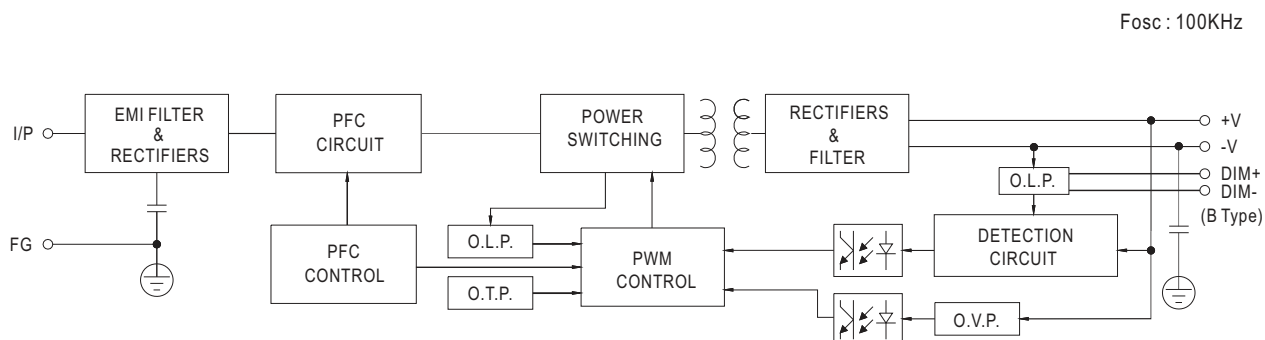 Fosc : 100KHz
I/P
EMI FILTER
&
RECTIFIERS
PFC
CIRCUIT
POWER
SWITCHING
RECTIFIERS
&
FILTER
+V
-V
DIM+
DIM-
(B Type)
O.L.P.
FG
PFC
CONTROL
O.L.P.
O.T.P.
PWM
CONTROL
DETECTION
CIRCUIT
O.V.P.